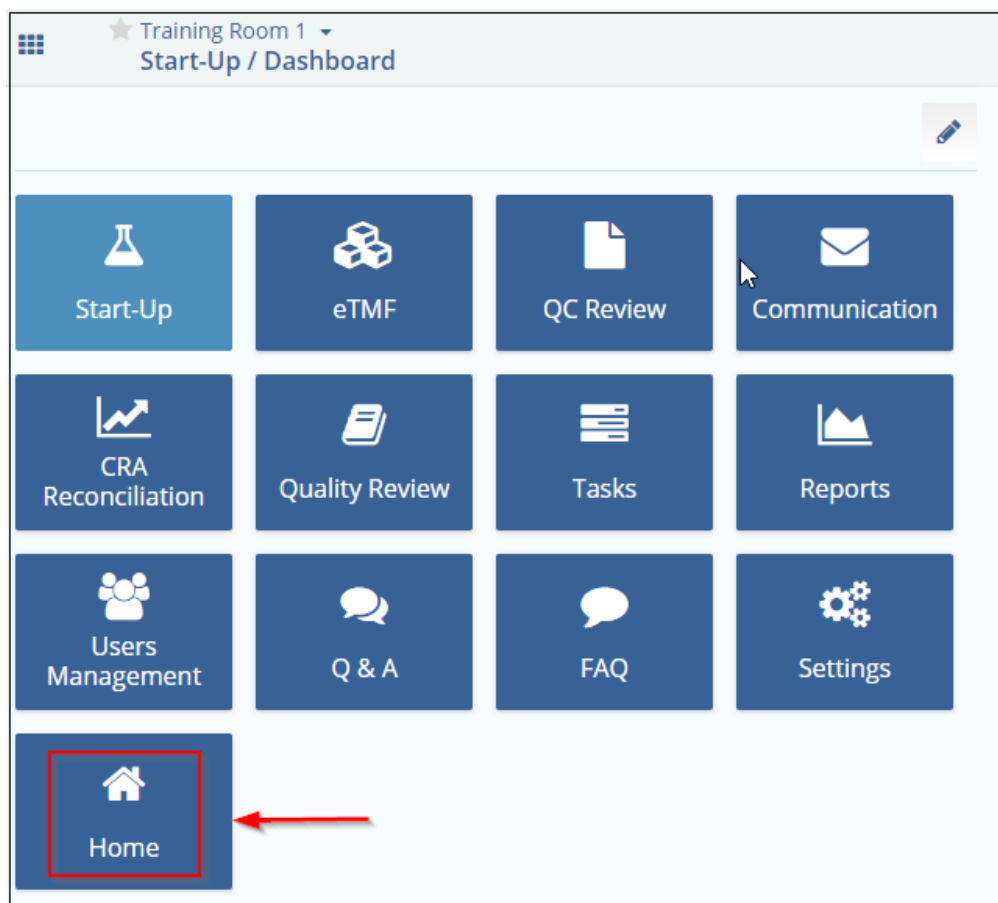 Training Room 1
Start-Up / Dashboard
Start-Up
eTMF
QC Review
Communication
CRA
Reconciliation
Quality Review
Tasks
Reports
Users
Management
Q & A
FAQ
Settings
Home